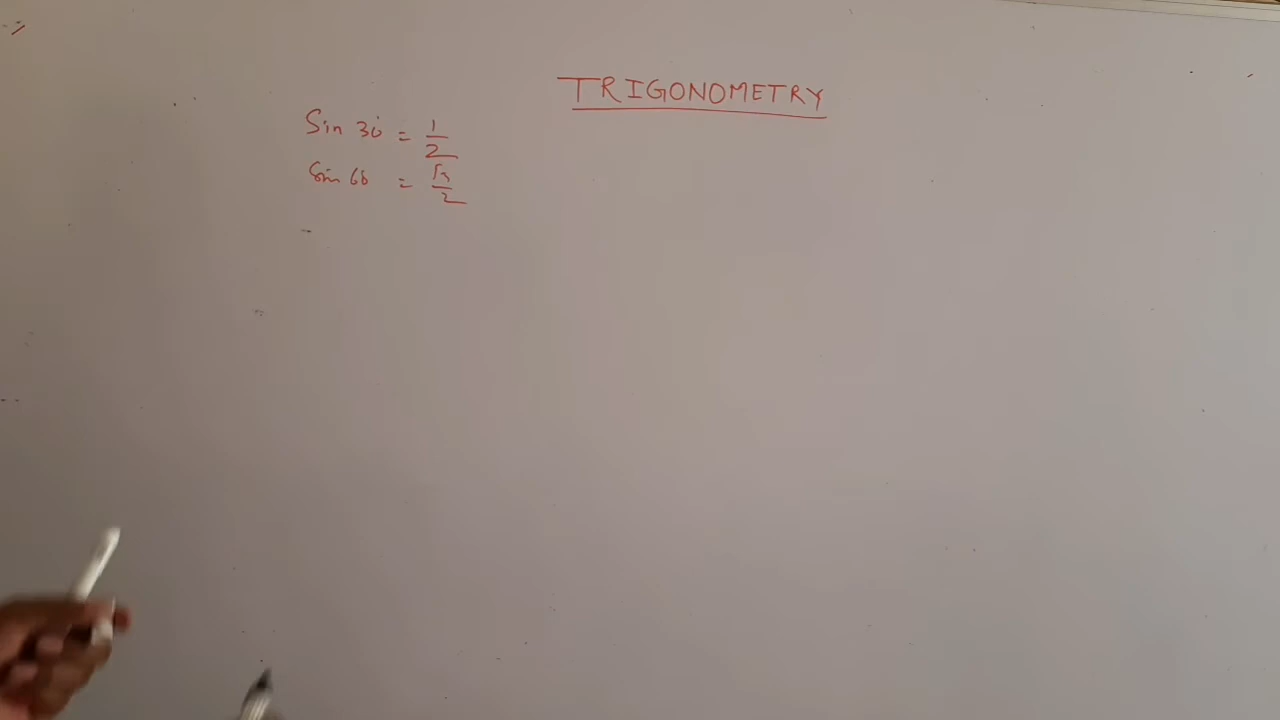 TRIGONOMETRY
Sin 30° = 1/2
Sin 60 = √3/2